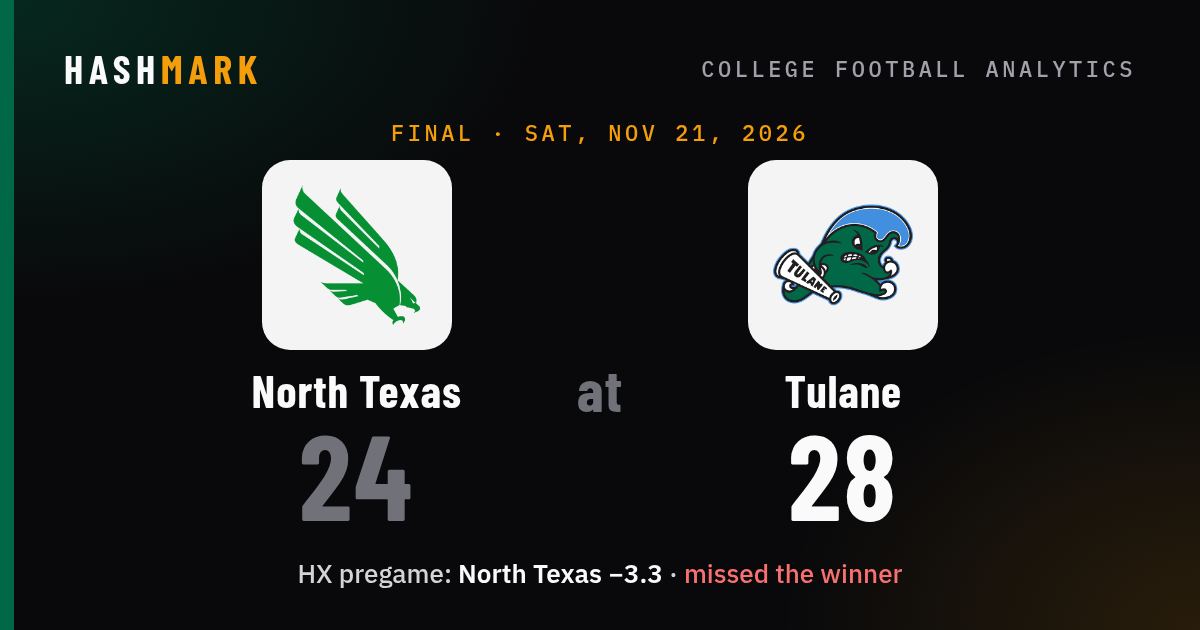 HASHMARK
COLLEGE FOOTBALL ANALYTICS
FINAL · SAT, NOV 21, 2026
TULANE
North Texas
at
Tulane
24
28
HX pregame: North Texas −3.3 · missed the winner